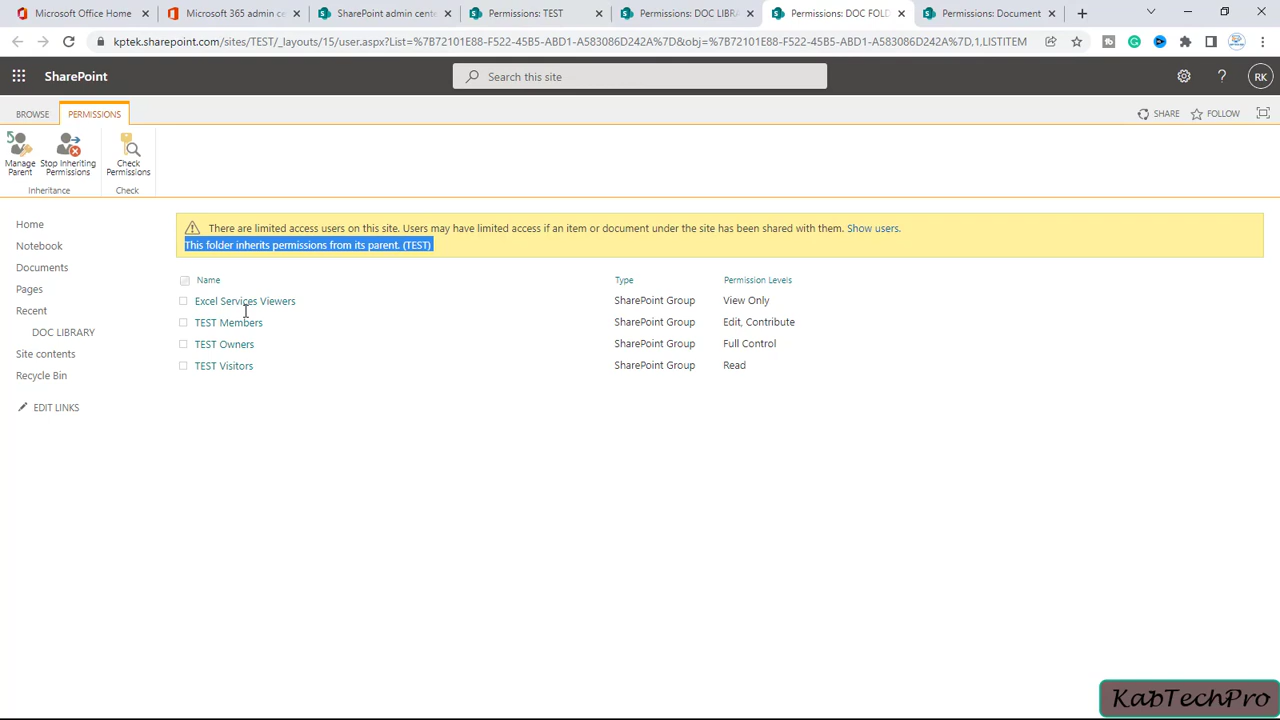 Microsoft Office Home
Microsoft 365 admin ce
SharePoint admin cente
Permissions: TEST
Permissions: DOC LIBRA
Permissions: DOC FOLD
Permissions: Document
kptek.sharepoint.com/sites/TEST/_layouts/15/user.aspx?List=%7B72101E88-F522-45B5-ABD1-A583086D242A%7D&obj=%7B72101E88-F522-45B5-ABD1-A583086D242A%7D,1,LISTITEM
SharePoint
Search this site
?
RK
BROWSE
PERMISSIONS
SHARE
FOLLOW
Manage Parent
Stop Inheriting Permissions
Check Permissions
Inheritance
Check
Home
Notebook
Documents
Pages
Recent
DOC LIBRARY
Site contents
Recycle Bin
EDIT LINKS
There are limited access users on this site. Users may have limited access if an item or document under the site has been shared with them. Show users.
This folder inherits permissions from its parent. (TEST)
Name Type Permission Levels
Excel Services Viewers SharePoint Group View Only
TEST Members SharePoint Group Edit, Contribute
TEST Owners SharePoint Group Full Control
TEST Visitors SharePoint Group Read
KabTechPro